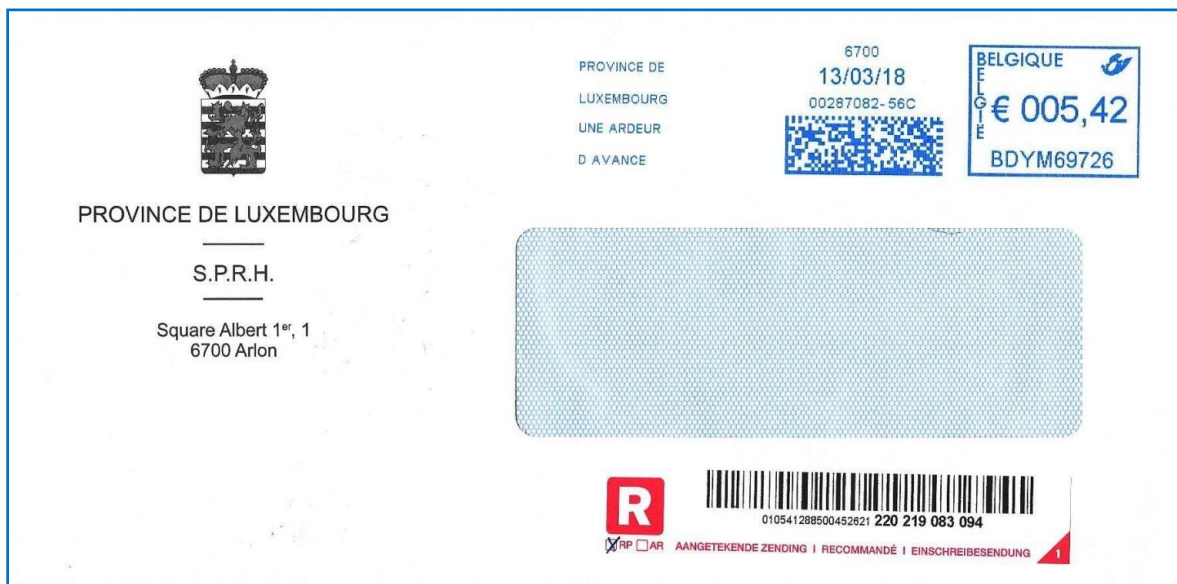 PROVINCE DE LUXEMBOURG
S.P.R.H.
Square Albert 1er, 1
6700 Arlon
PROVINCE DE
LUXEMBOURG
UNE ARDEUR
D AVANCE
6700
13/03/18
00287082-56C
BELGIQUE
BELGIË
€ 005,42
BDYM69726
R
010541288500452621 220 219 083 094
RP AR AANGETEKENDE ZENDING I RECOMMANDÉ I EINSCHREIBESENDUNG 1